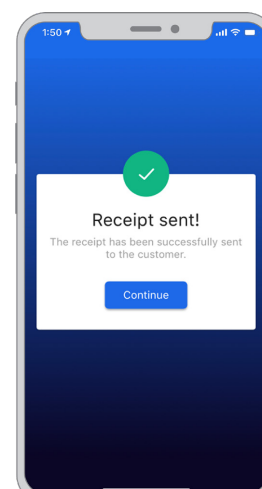 1:50
Receipt sent!
The receipt has been successfully sent
to the customer.
Continue